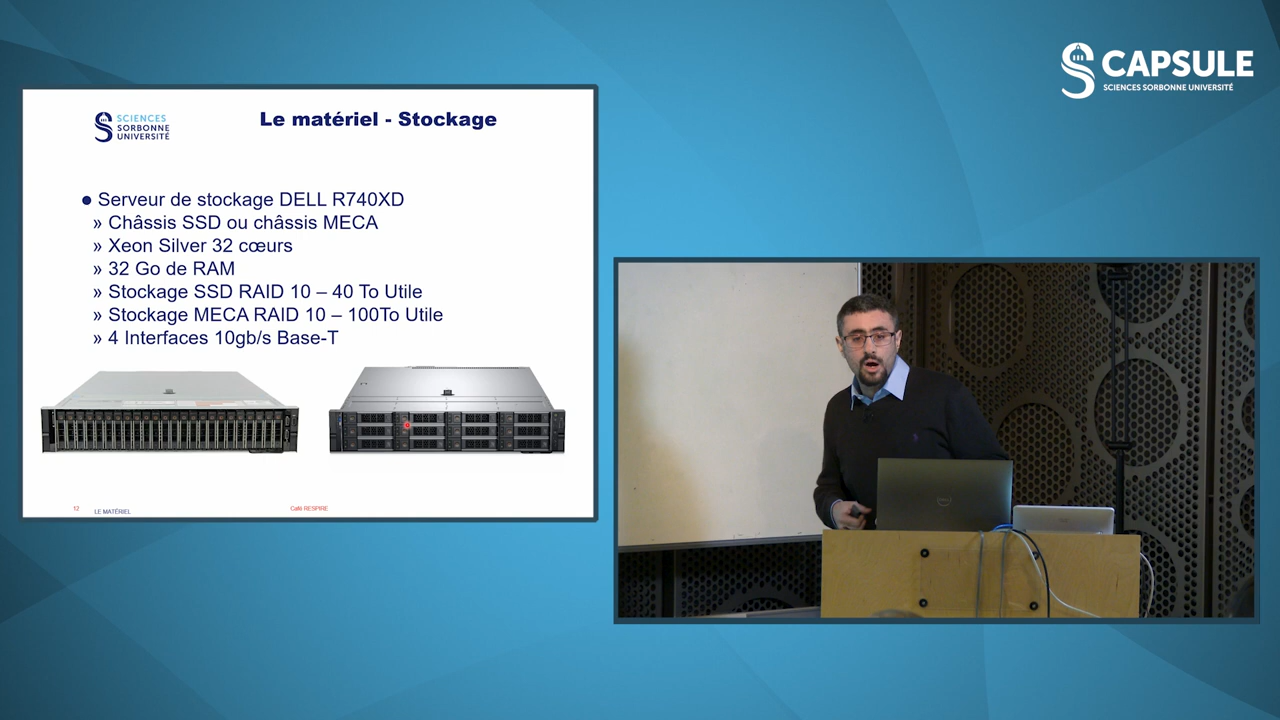 CAPSULE
SCIENCES SORBONNE UNIVERSITÉ
SCIENCES
SORBONNE
UNIVERSITÉ
Le matériel - Stockage
● Serveur de stockage DELL R740XD
» Châssis SSD ou châssis MECA
» Xeon Silver 32 cœurs
» 32 Go de RAM
» Stockage SSD RAID 10 – 40 To Utile
» Stockage MECA RAID 10 – 100To Utile
» 4 Interfaces 10gb/s Base-T
12 LE MATÉRIEL Café RESPIRE
DELL